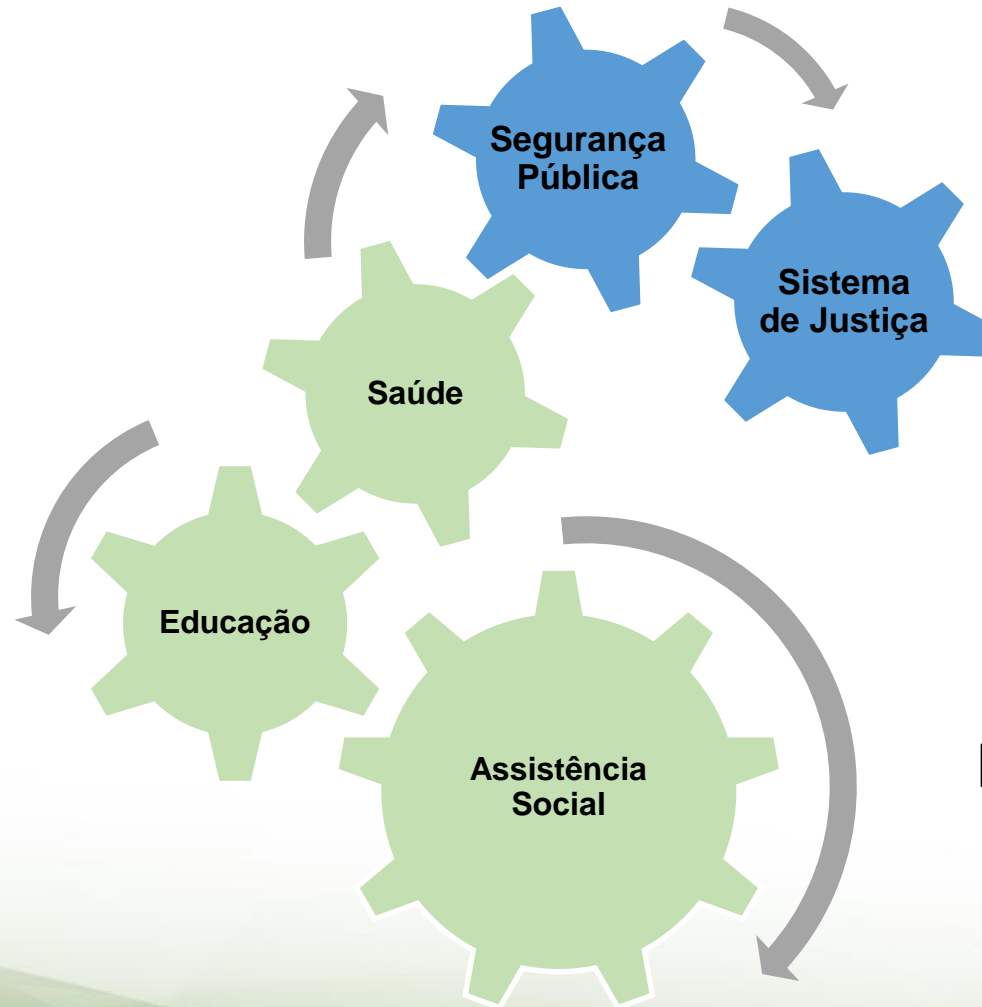 Segurança
Pública
Sistema
de Justiça
Saúde
Educação
Assistência
Social